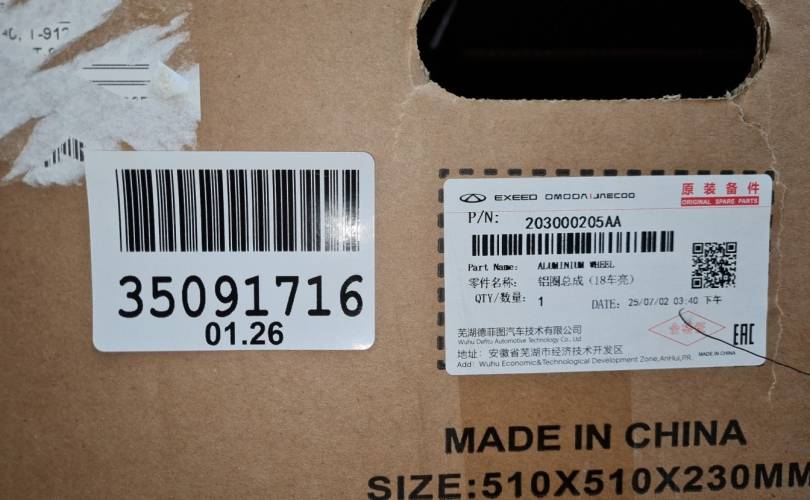 35091716
01.26
EXEED OMODA | JAECOO
原装备件
ORIGINAL SPARE PARTS
P/N: 203000205AA
Part Name: ALUMINIUM WHEEL
零件名称: 铝圈总成(18车亮)
QTY/数量: 1 DATE: 25/07/02 03:40 下午
芜湖德菲图汽车技术有限公司
Wuhu Deftu Automotive Technology Co., Ltd
地址: 安徽省芜湖市经济技术开发区
Add: Wuhu Economic&Technological Development Zone,AnHui,P.R.
MADE IN CHINA
EAC
MADE IN CHINA
SIZE:510X510X230MM